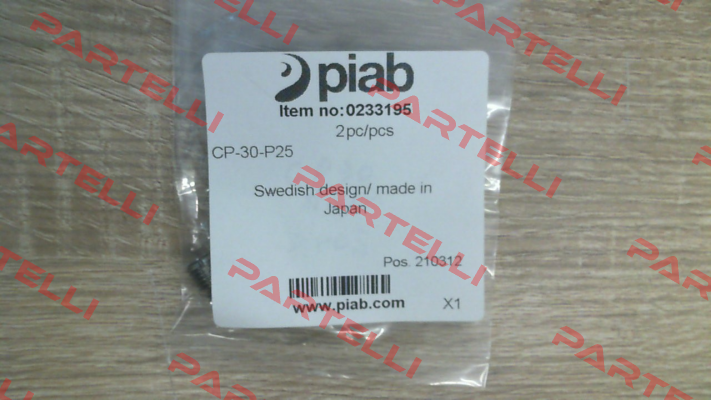 piab
Item no:0233195
2pc/pcs
CP-30-P25
Swedish design/ made in
Japan
Pos. 210312
www.piab.com
X1
PARTELLI
PARTELLI
PARTELLI
PARTELLI
PARTELLI
PARTELLI
PARTELLI
PARTELLI
PARTELLI